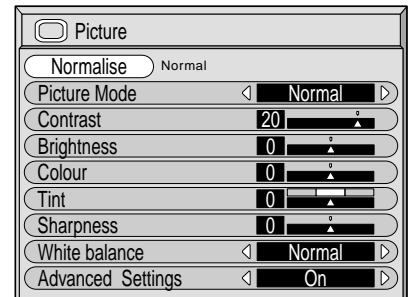 Picture
Normalise Normal
Picture Mode Normal
Contrast 20
Brightness 0
Colour 0
Tint 0
Sharpness 0
White balance Normal
Advanced Settings On